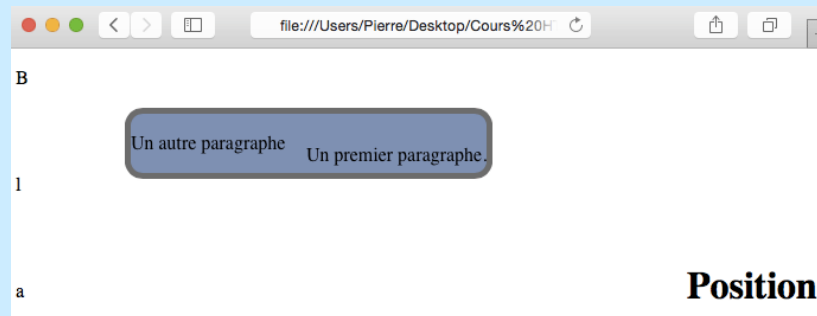 file:///Users/Pierre/Desktop/Cours%20H
B
Un autre paragraphe
Un premier paragraphe.
l
a
Position